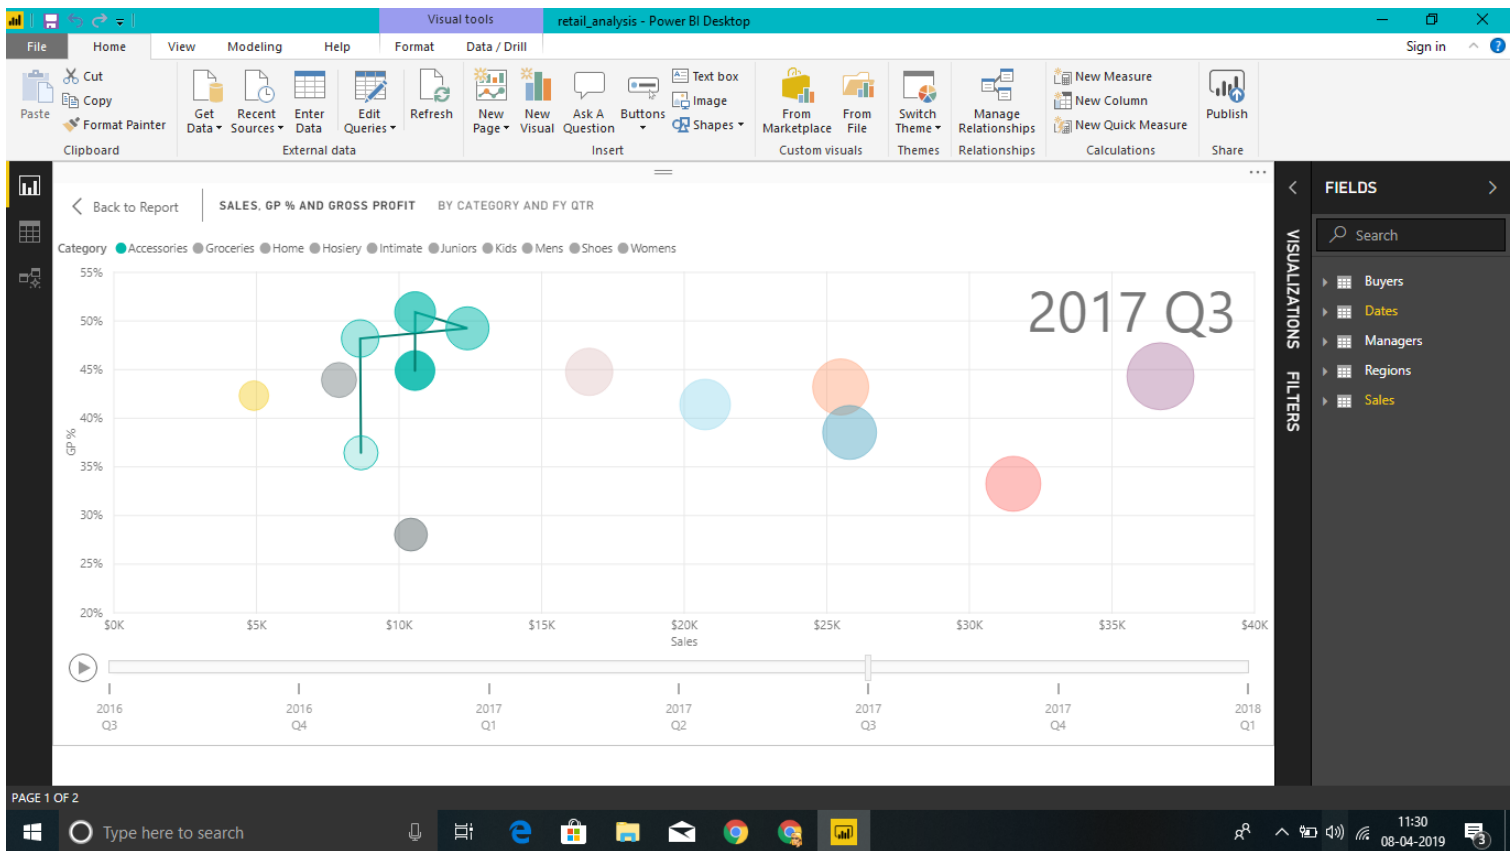 Visual tools
retail_analysis - Power BI Desktop
File Home View Modeling Help Format Data / Drill Sign in
Paste
Cut
Copy
Format Painter
Clipboard
Get Data
Recent Sources
Enter Data
Edit Queries
External data
Refresh
New Page
New Visual
Ask A Question
Buttons
Text box
Image
Shapes
Insert
From Marketplace
From File
Custom visuals
Switch Theme
Themes
Manage Relationships
Relationships
New Measure
New Column
New Quick Measure
Calculations
Publish
Share
Back to Report
SALES, GP % AND GROSS PROFIT BY CATEGORY AND FY QTR
Category Accessories Groceries Home Hosiery Intimate Juniors Kids Mens Shoes Womens
55%
50%
45%
40%
35%
30%
25%
20%
GP %
2017 Q3
$0K $5K $10K $15K $20K $25K $30K $35K $40K
Sales
2016 Q3
2016 Q4
2017 Q1
2017 Q2
2017 Q3
2017 Q4
2018 Q1
VISUALIZATIONS
FILTERS
FIELDS
Search
Buyers
Dates
Managers
Regions
Sales
PAGE 1 OF 2
Type here to search
11:30
08-04-2019
3